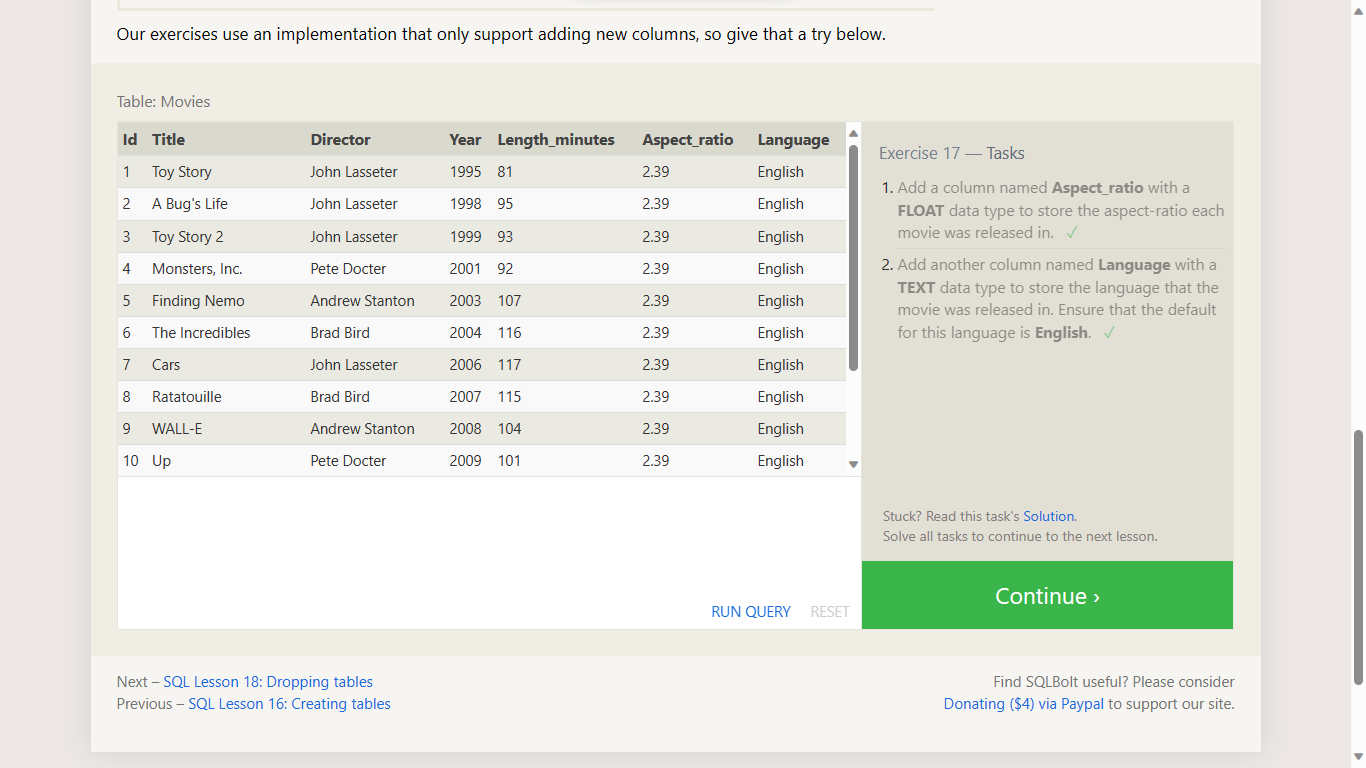 Our exercises use an implementation that only support adding new columns, so give that a try below.
Table: Movies
Id Title Director Year Length_minutes Aspect_ratio Language
1 Toy Story John Lasseter 1995 81 2.39 English
2 A Bug's Life John Lasseter 1998 95 2.39 English
3 Toy Story 2 John Lasseter 1999 93 2.39 English
4 Monsters, Inc. Pete Docter 2001 92 2.39 English
5 Finding Nemo Andrew Stanton 2003 107 2.39 English
6 The Incredibles Brad Bird 2004 116 2.39 English
7 Cars John Lasseter 2006 117 2.39 English
8 Ratatouille Brad Bird 2007 115 2.39 English
9 WALL-E Andrew Stanton 2008 104 2.39 English
10 Up Pete Docter 2009 101 2.39 English
RUN QUERY RESET
Exercise 17 — Tasks
1. Add a column named Aspect_ratio with a
FLOAT data type to store the aspect-ratio each
movie was released in. ✓
2. Add another column named Language with a
TEXT data type to store the language that the
movie was released in. Ensure that the default
for this language is English. ✓
Stuck? Read this task's Solution.
Solve all tasks to continue to the next lesson.
Continue ›
Next – SQL Lesson 18: Dropping tables
Previous – SQL Lesson 16: Creating tables
Find SQLBolt useful? Please consider
Donating ($4) via Paypal to support our site.